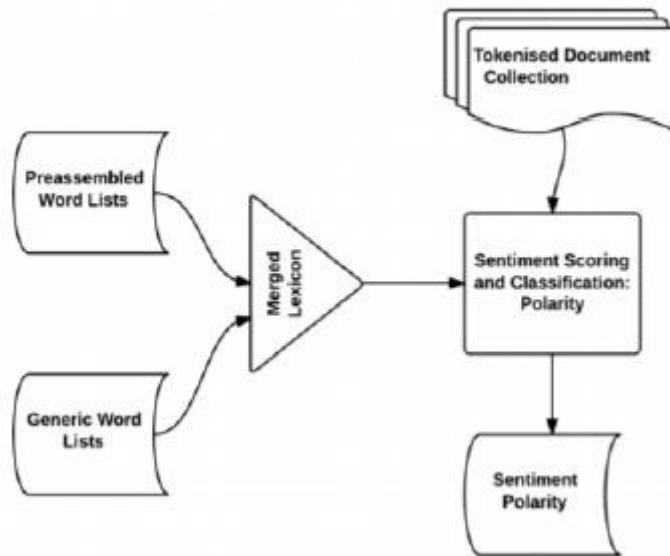 Tokenised Document
Collection
Preassembled
Word Lists
Merged
Lexicon
Sentiment Scoring
and Classification:
Polarity
Generic Word
Lists
Sentiment
Polarity